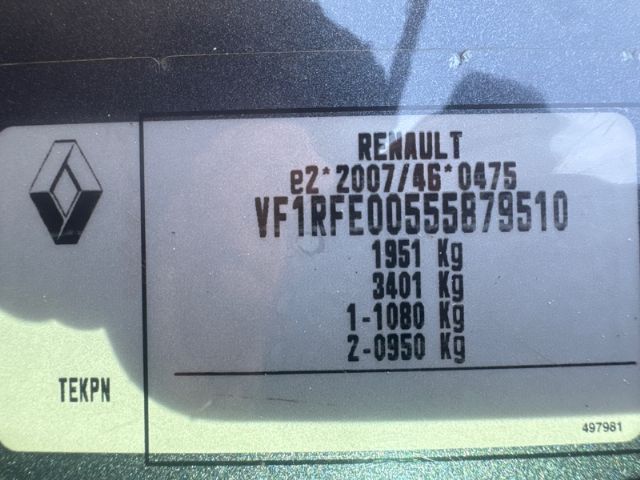 RENAULT
e2*2007/46*0475
VF1RFE00555879510
1951 Kg
3401 Kg
1-1080 Kg
2-0950 Kg
TEKPN
497981